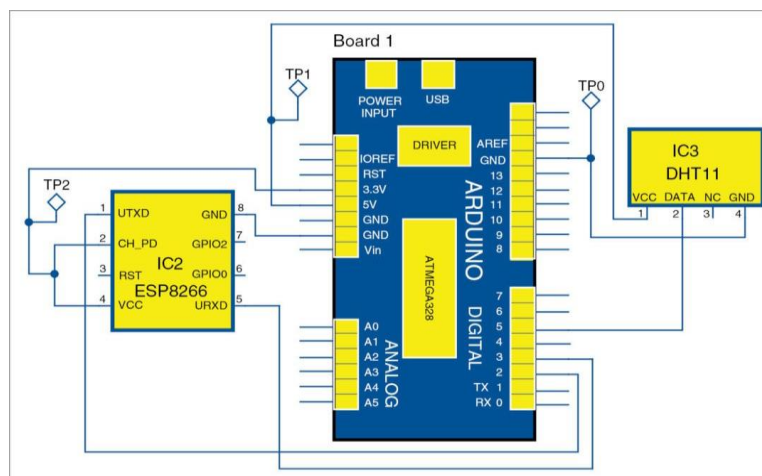 Board 1
TP1
TP0
TP2
POWER INPUT
USB
DRIVER
IOREF
RST
3.3V
5V
GND
GND
Vin
AREF
GND
13
12
11
10
9
8
ARDUINO
ATMEGA328
7
6
5
4
3
2
TX 1
RX 0
DIGITAL
A0
A1
A2
A3
A4
A5
ANALOG
1 UTXD
2 CH_PD
3 RST
4 VCC
GND 8
GPIO2 7
GPIO0 6
URXD 5
IC2
ESP8266
IC3
DHT11
VCC DATA NC GND
1 2 3 4